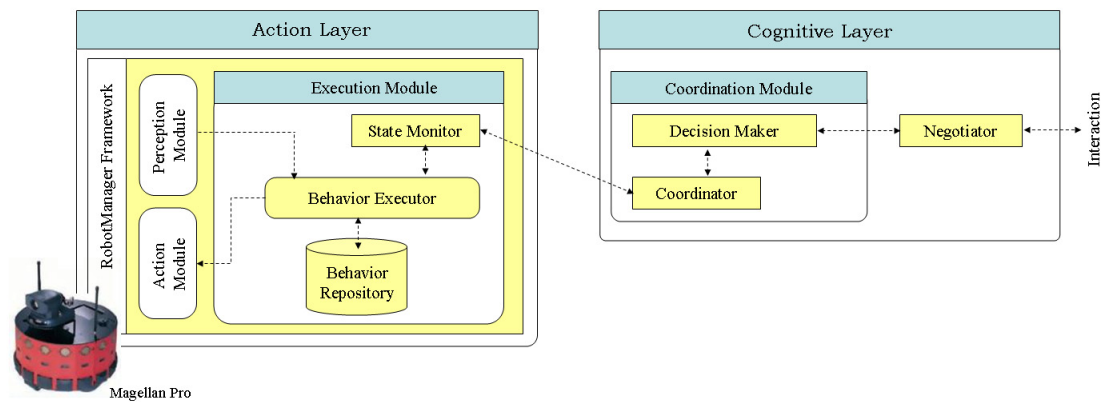 Action Layer
RobotManager Framework
Perception
Module
Action
Module
Execution Module
State Monitor
Behavior Executor
Behavior
Repository
Magellan Pro
Cognitive Layer
Coordination Module
Decision Maker
Coordinator
Negotiator
Interaction